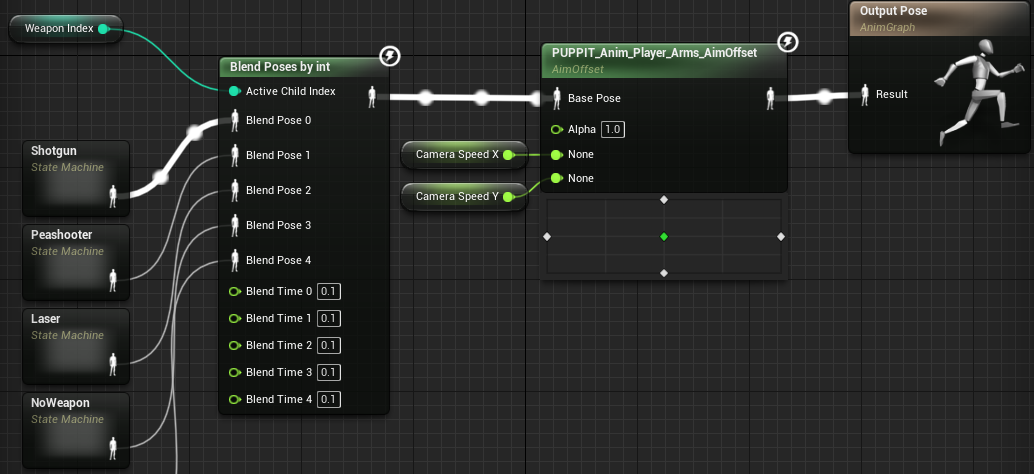 Weapon Index
Blend Poses by int
Active Child Index
Blend Pose 0
Blend Pose 1
Blend Pose 2
Blend Pose 3
Blend Pose 4
Blend Time 0 0.1
Blend Time 1 0.1
Blend Time 2 0.1
Blend Time 3 0.1
Blend Time 4 0.1
Shotgun
State Machine
Peashooter
State Machine
Laser
State Machine
NoWeapon
State Machine
PUPPIT_Anim_Player_Arms_AimOffset
AimOffset
Base Pose
Alpha 1.0
None
None
Camera Speed X
Camera Speed Y
Output Pose
AnimGraph
Result